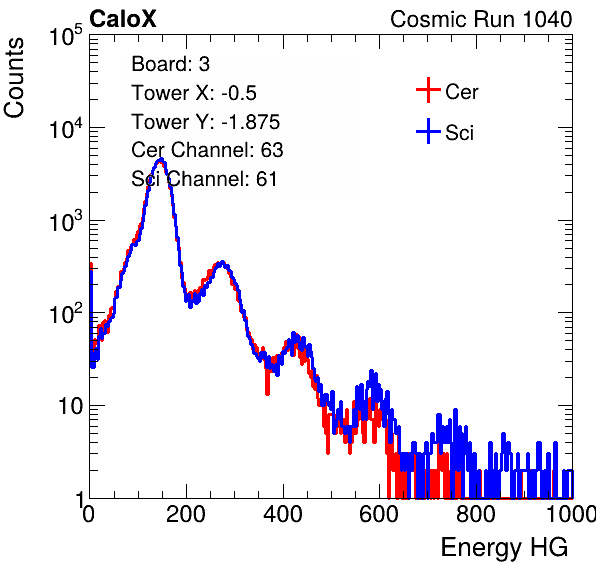 CaloX Cosmic Run 1040
Counts
Board: 3
Tower X: -0.5
Tower Y: -1.875
Cer Channel: 63
Sci Channel: 61
Cer
Sci
10^5
10^4
10^3
10^2
10
1
0 200 400 600 800 1000
Energy HG